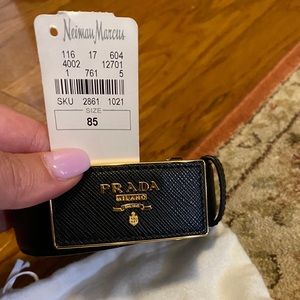 Neiman Marcus
116 17 604
4002 12701
1 761 5
SKU 2861 1021
SIZE
85
PRADA
MILANO